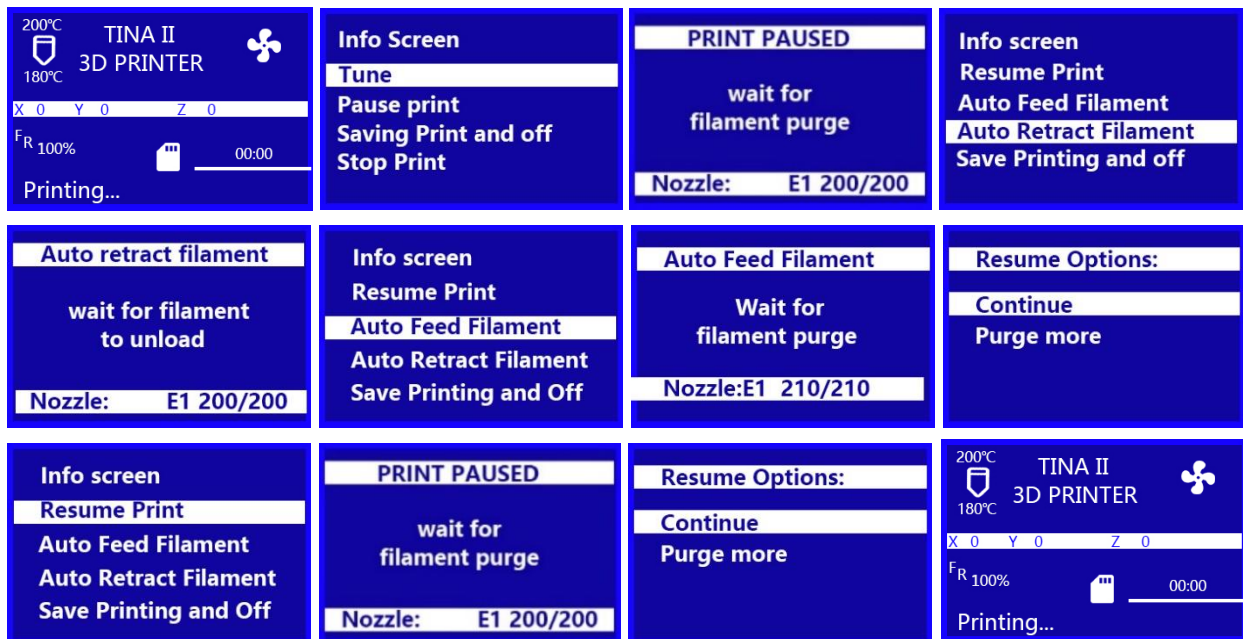 200℃
TINA II
3D PRINTER
180℃
X 0 Y 0 Z 0
FR 100%
00:00
Printing...
Info Screen
Tune
Pause print
Saving Print and off
Stop Print
PRINT PAUSED
wait for
filament purge
Nozzle: E1 200/200
Info screen
Resume Print
Auto Feed Filament
Auto Retract Filament
Save Printing and off
Auto retract filament
wait for filament
to unload
Nozzle: E1 200/200
Info screen
Resume Print
Auto Feed Filament
Auto Retract Filament
Save Printing and Off
Auto Feed Filament
Wait for
filament purge
Nozzle:E1 210/210
Resume Options:
Continue
Purge more
Info screen
Resume Print
Auto Feed Filament
Auto Retract Filament
Save Printing and Off
PRINT PAUSED
wait for
filament purge
Nozzle: E1 200/200
Resume Options:
Continue
Purge more
200℃
TINA II
3D PRINTER
180℃
X 0 Y 0 Z 0
FR 100%
00:00
Printing...